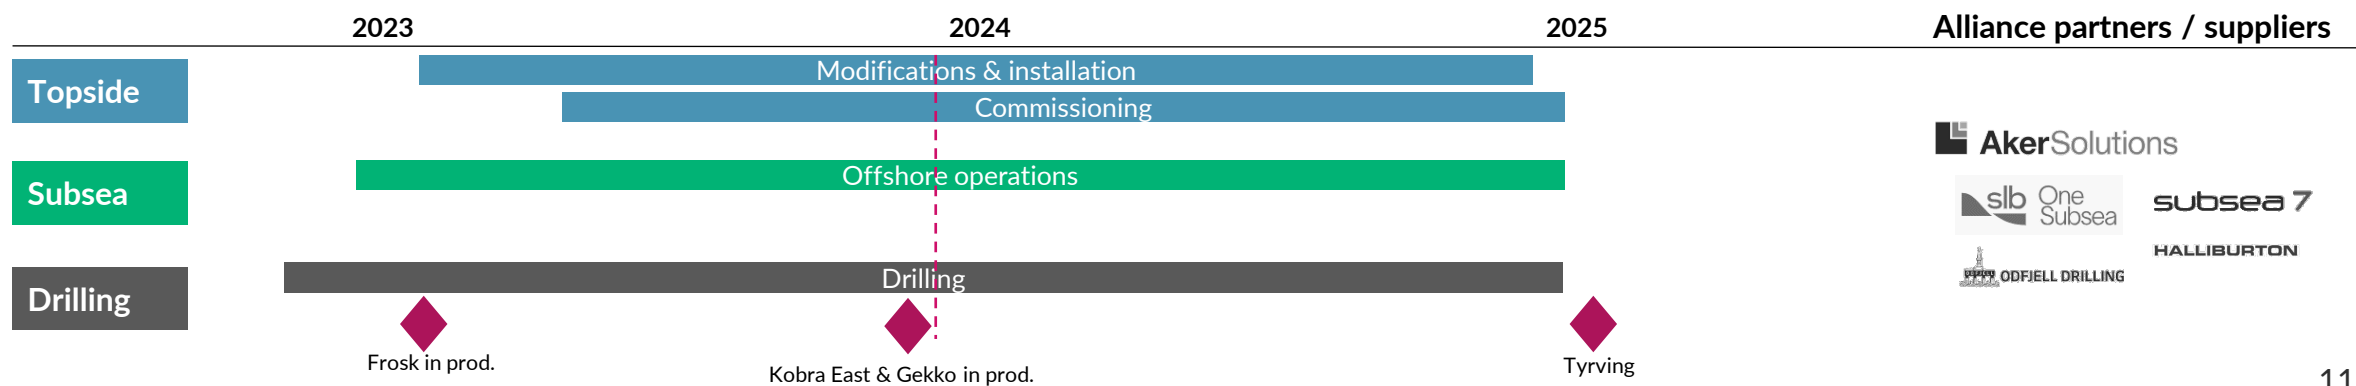 2023
2024
2025
Alliance partners / suppliers
Topside
Modifications & installation
Commissioning
Subsea
Offshore operations
Drilling
Drilling
Frosk in prod.
Kobra East & Gekko in prod.
Tyrving
AkerSolutions
slb One
Subsea
subsea 7
HALLIBURTON
ODFJELL DRILLING
11